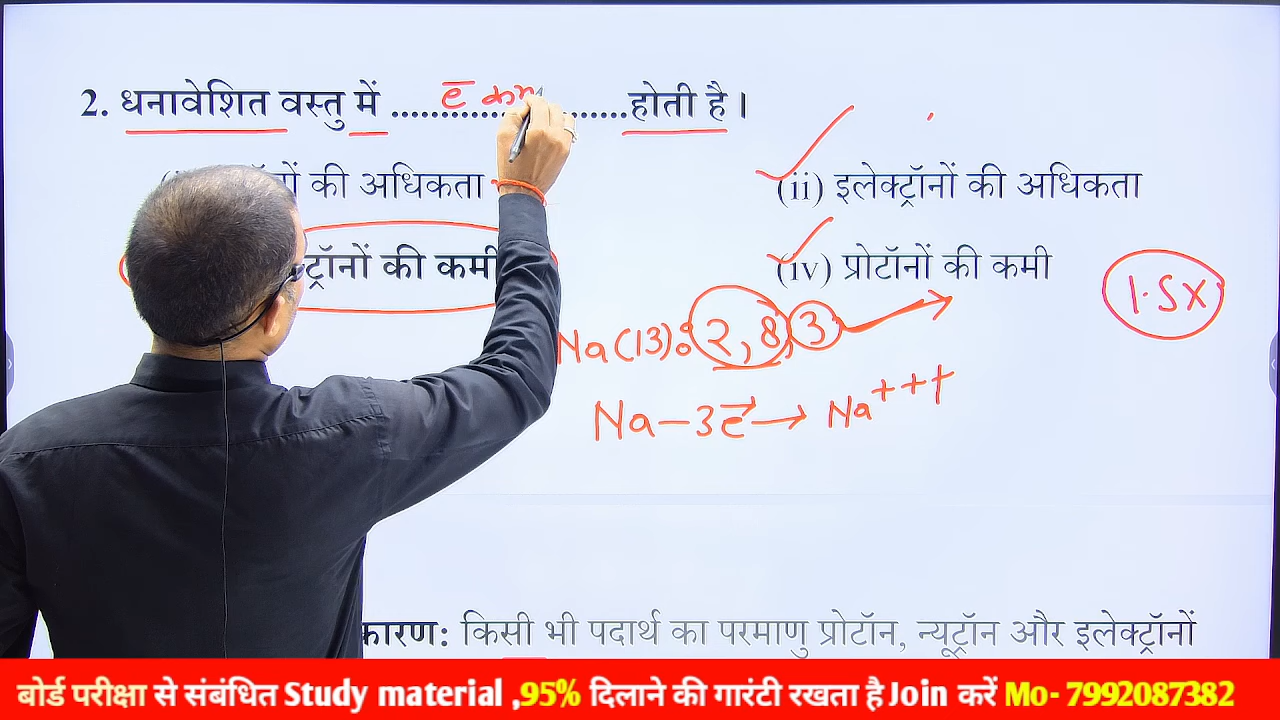 2. धनावेशित वस्तु में ..... e̅ कम ..... होती है।
की अधिकता
(ii) इलेक्ट्रॉनों की अधिकता
की कमी
(iv) प्रोटॉनों की कमी
1.5X
Na(13): 2, 8, 3
Na – 3e̅ → Na+++
कारण: किसी भी पदार्थ का परमाणु प्रोटॉन, न्यूट्रॉन और इलेक्ट्रॉनों
बोर्ड परीक्षा से संबंधित Study material ,95% दिलाने की गारंटी रखता है Join करें Mo- 7992087382